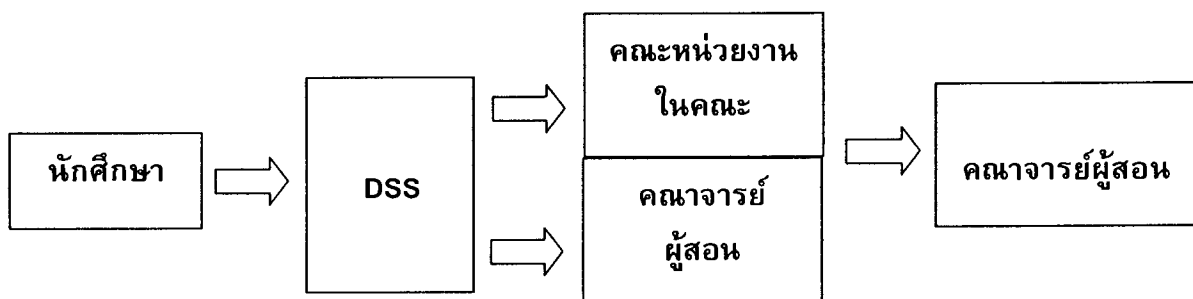 นักศึกษา
DSS
คณะหน่วยงาน
ในคณะ
คณาจารย์
ผู้สอน
คณาจารย์ผู้สอน